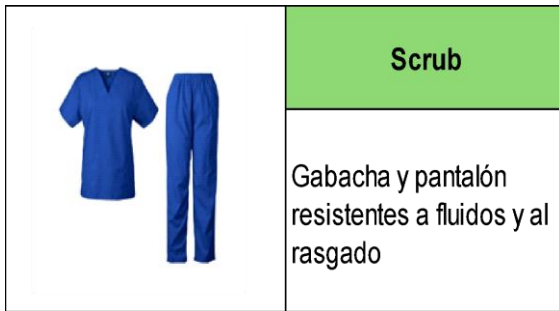 Scrub
Gabacha y pantalón
resistentes a fluidos y al
rasgado